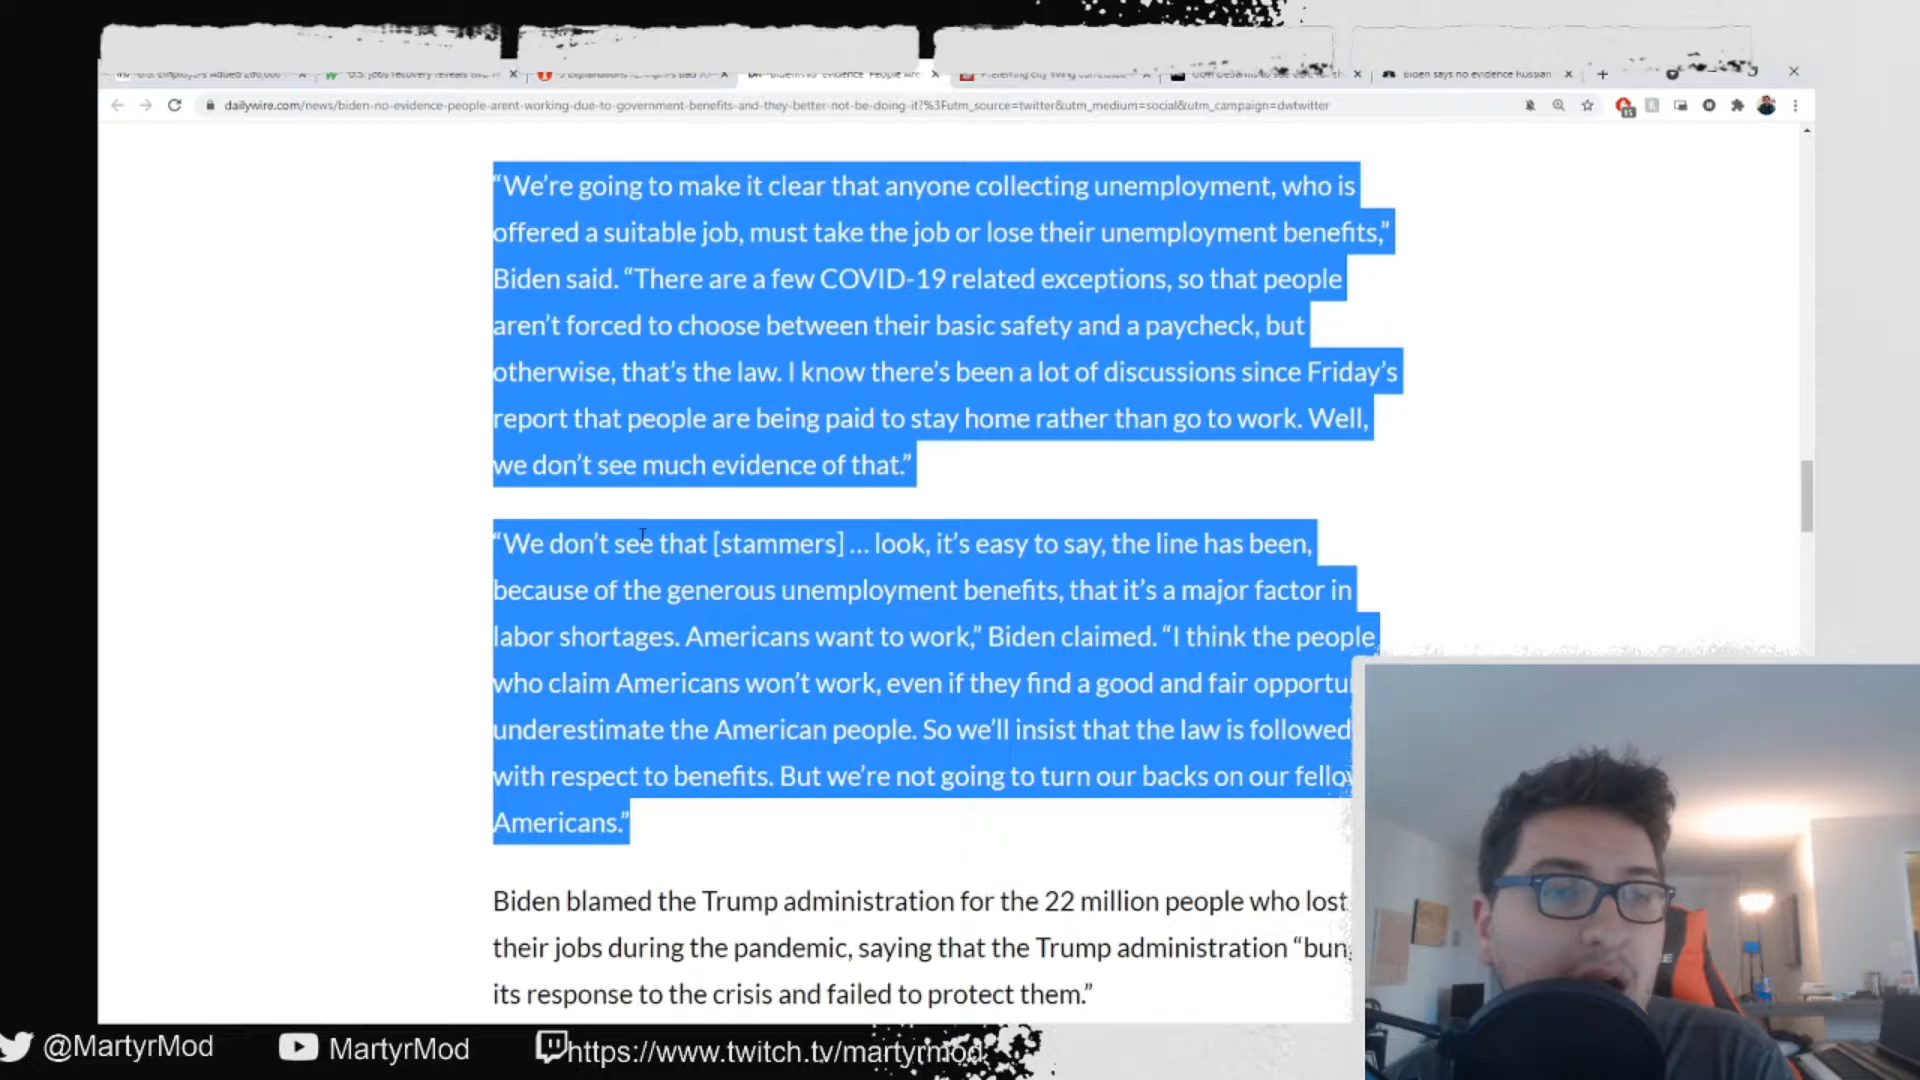 U.S. jobs recovery reveals
Biden says no evidence Russian
dailywire.com/news/biden-no-evidence-people-arent-working-due-to-government-benefits-and-they-better-not-be-doing-it?%3Futm_source=twitter&utm_medium=social&utm_campaign=dwtwitter
“We’re going to make it clear that anyone collecting unemployment, who is
offered a suitable job, must take the job or lose their unemployment benefits,”
Biden said. “There are a few COVID-19 related exceptions, so that people
aren’t forced to choose between their basic safety and a paycheck, but
otherwise, that’s the law. I know there’s been a lot of discussions since Friday’s
report that people are being paid to stay home rather than go to work. Well,
we don’t see much evidence of that.”
“We don’t see that [stammers] … look, it’s easy to say, the line has been,
because of the generous unemployment benefits, that it’s a major factor in
labor shortages. Americans want to work,” Biden claimed. “I think the people
who claim Americans won’t work, even if they find a good and fair opportu
underestimate the American people. So we’ll insist that the law is followed
with respect to benefits. But we’re not going to turn our backs on our fello
Americans.”
Biden blamed the Trump administration for the 22 million people who lost
their jobs during the pandemic, saying that the Trump administration “bun
its response to the crisis and failed to protect them.”
@MartyrMod
MartyrMod
https://www.twitch.tv/martyrmod